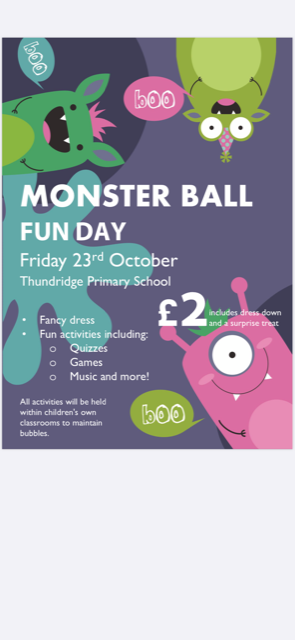 boo
boo
MONSTER BALL
FUN DAY
Friday 23rd October
Thundridge Primary School
£2 includes dress down
and a surprise treat
• Fancy dress
• Fun activities including:
o Quizzes
o Games
o Music and more!
All activities will be held
within children's own
classrooms to maintain
bubbles.
boo